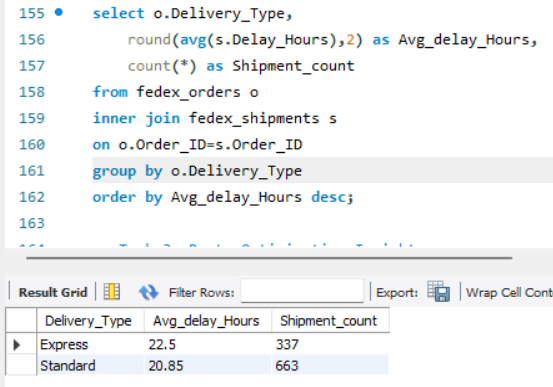 155 select o.Delivery_Type,
156 round(avg(s.Delay_Hours),2) as Avg_delay_Hours,
157 count(*) as Shipment_count
158 from fedex_orders o
159 inner join fedex_shipments s
160 on o.Order_ID=s.Order_ID
161 group by o.Delivery_Type
162 order by Avg_delay_Hours desc;
163
Result Grid Filter Rows: Export: Wrap Cell Cont
Delivery_Type Avg_delay_Hours Shipment_count
Express 22.5 337
Standard 20.85 663